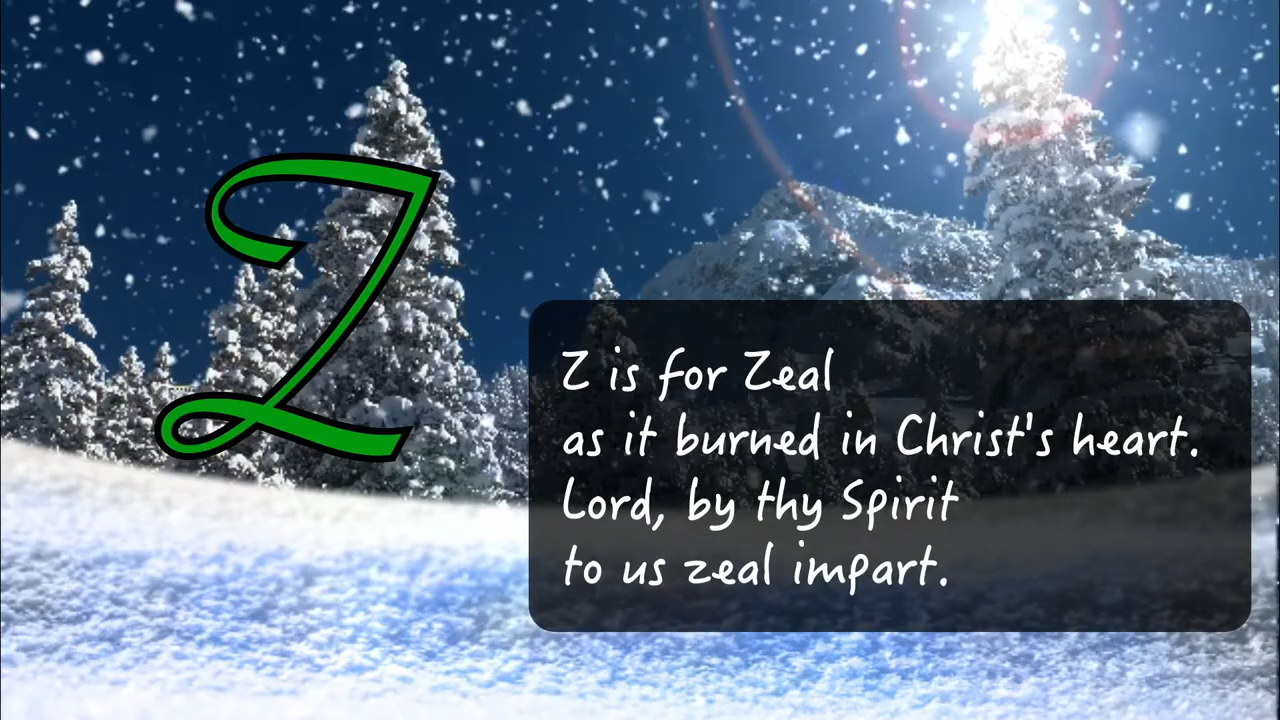 Z
Z is for Zeal
as it burned in Christ's heart.
Lord, by thy Spirit
to us zeal impart.